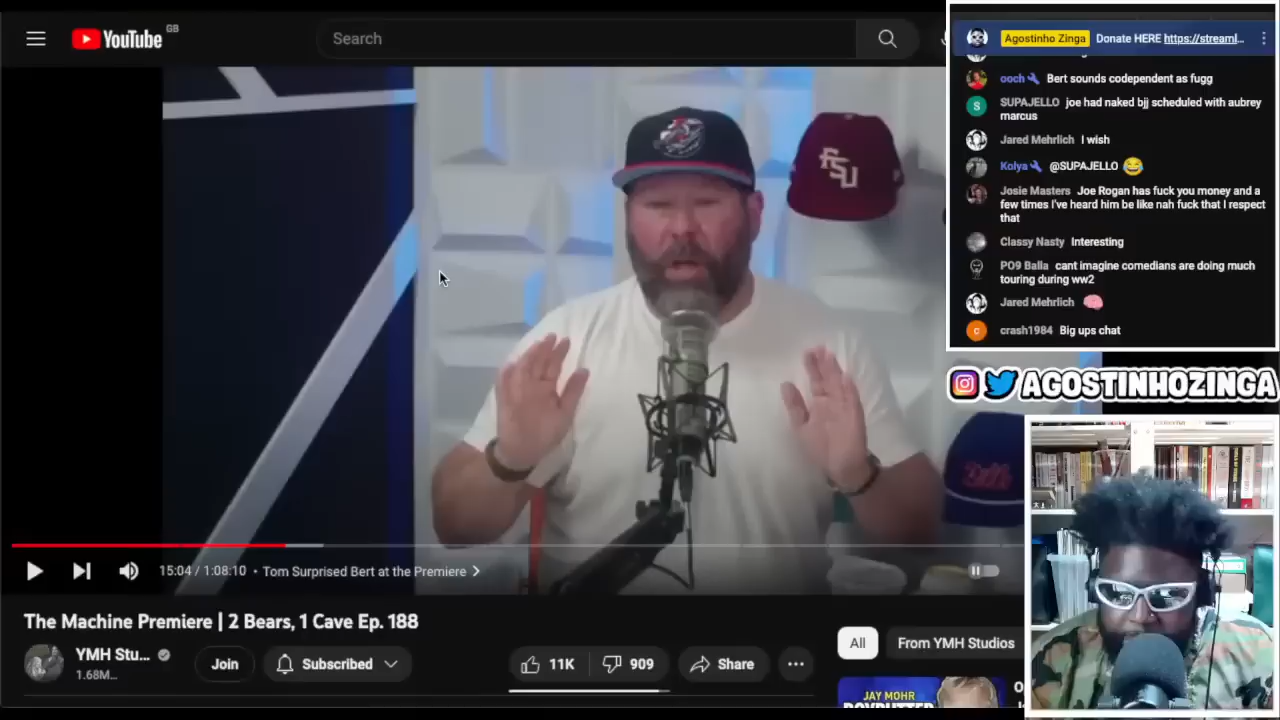 YouTube GB
Search
FSU
15:04 / 1:08:10 • Tom Surprised Bert at the Premiere
The Machine Premiere | 2 Bears, 1 Cave Ep. 188
YMH Stu...
1.68M...
Join
Subscribed
11K
909
Share
All
From YMH Studios
JAY MOHR
Agostinho Zinga Donate HERE https://streaml...
ooch Bert sounds codependent as fugg
SUPAJELLO joe had naked bjj scheduled with aubrey
marcus
Jared Mehrlich I wish
Kolya @SUPAJELLO 😂
Josie Masters Joe Rogan has fuck you money and a
few times I've heard him be like nah fuck that I respect
that
Classy Nasty Interesting
PO9 Balla cant imagine comedians are doing much
touring during ww2
Jared Mehrlich 🧠
crash1984 Big ups chat
AGOSTINHOZINGA